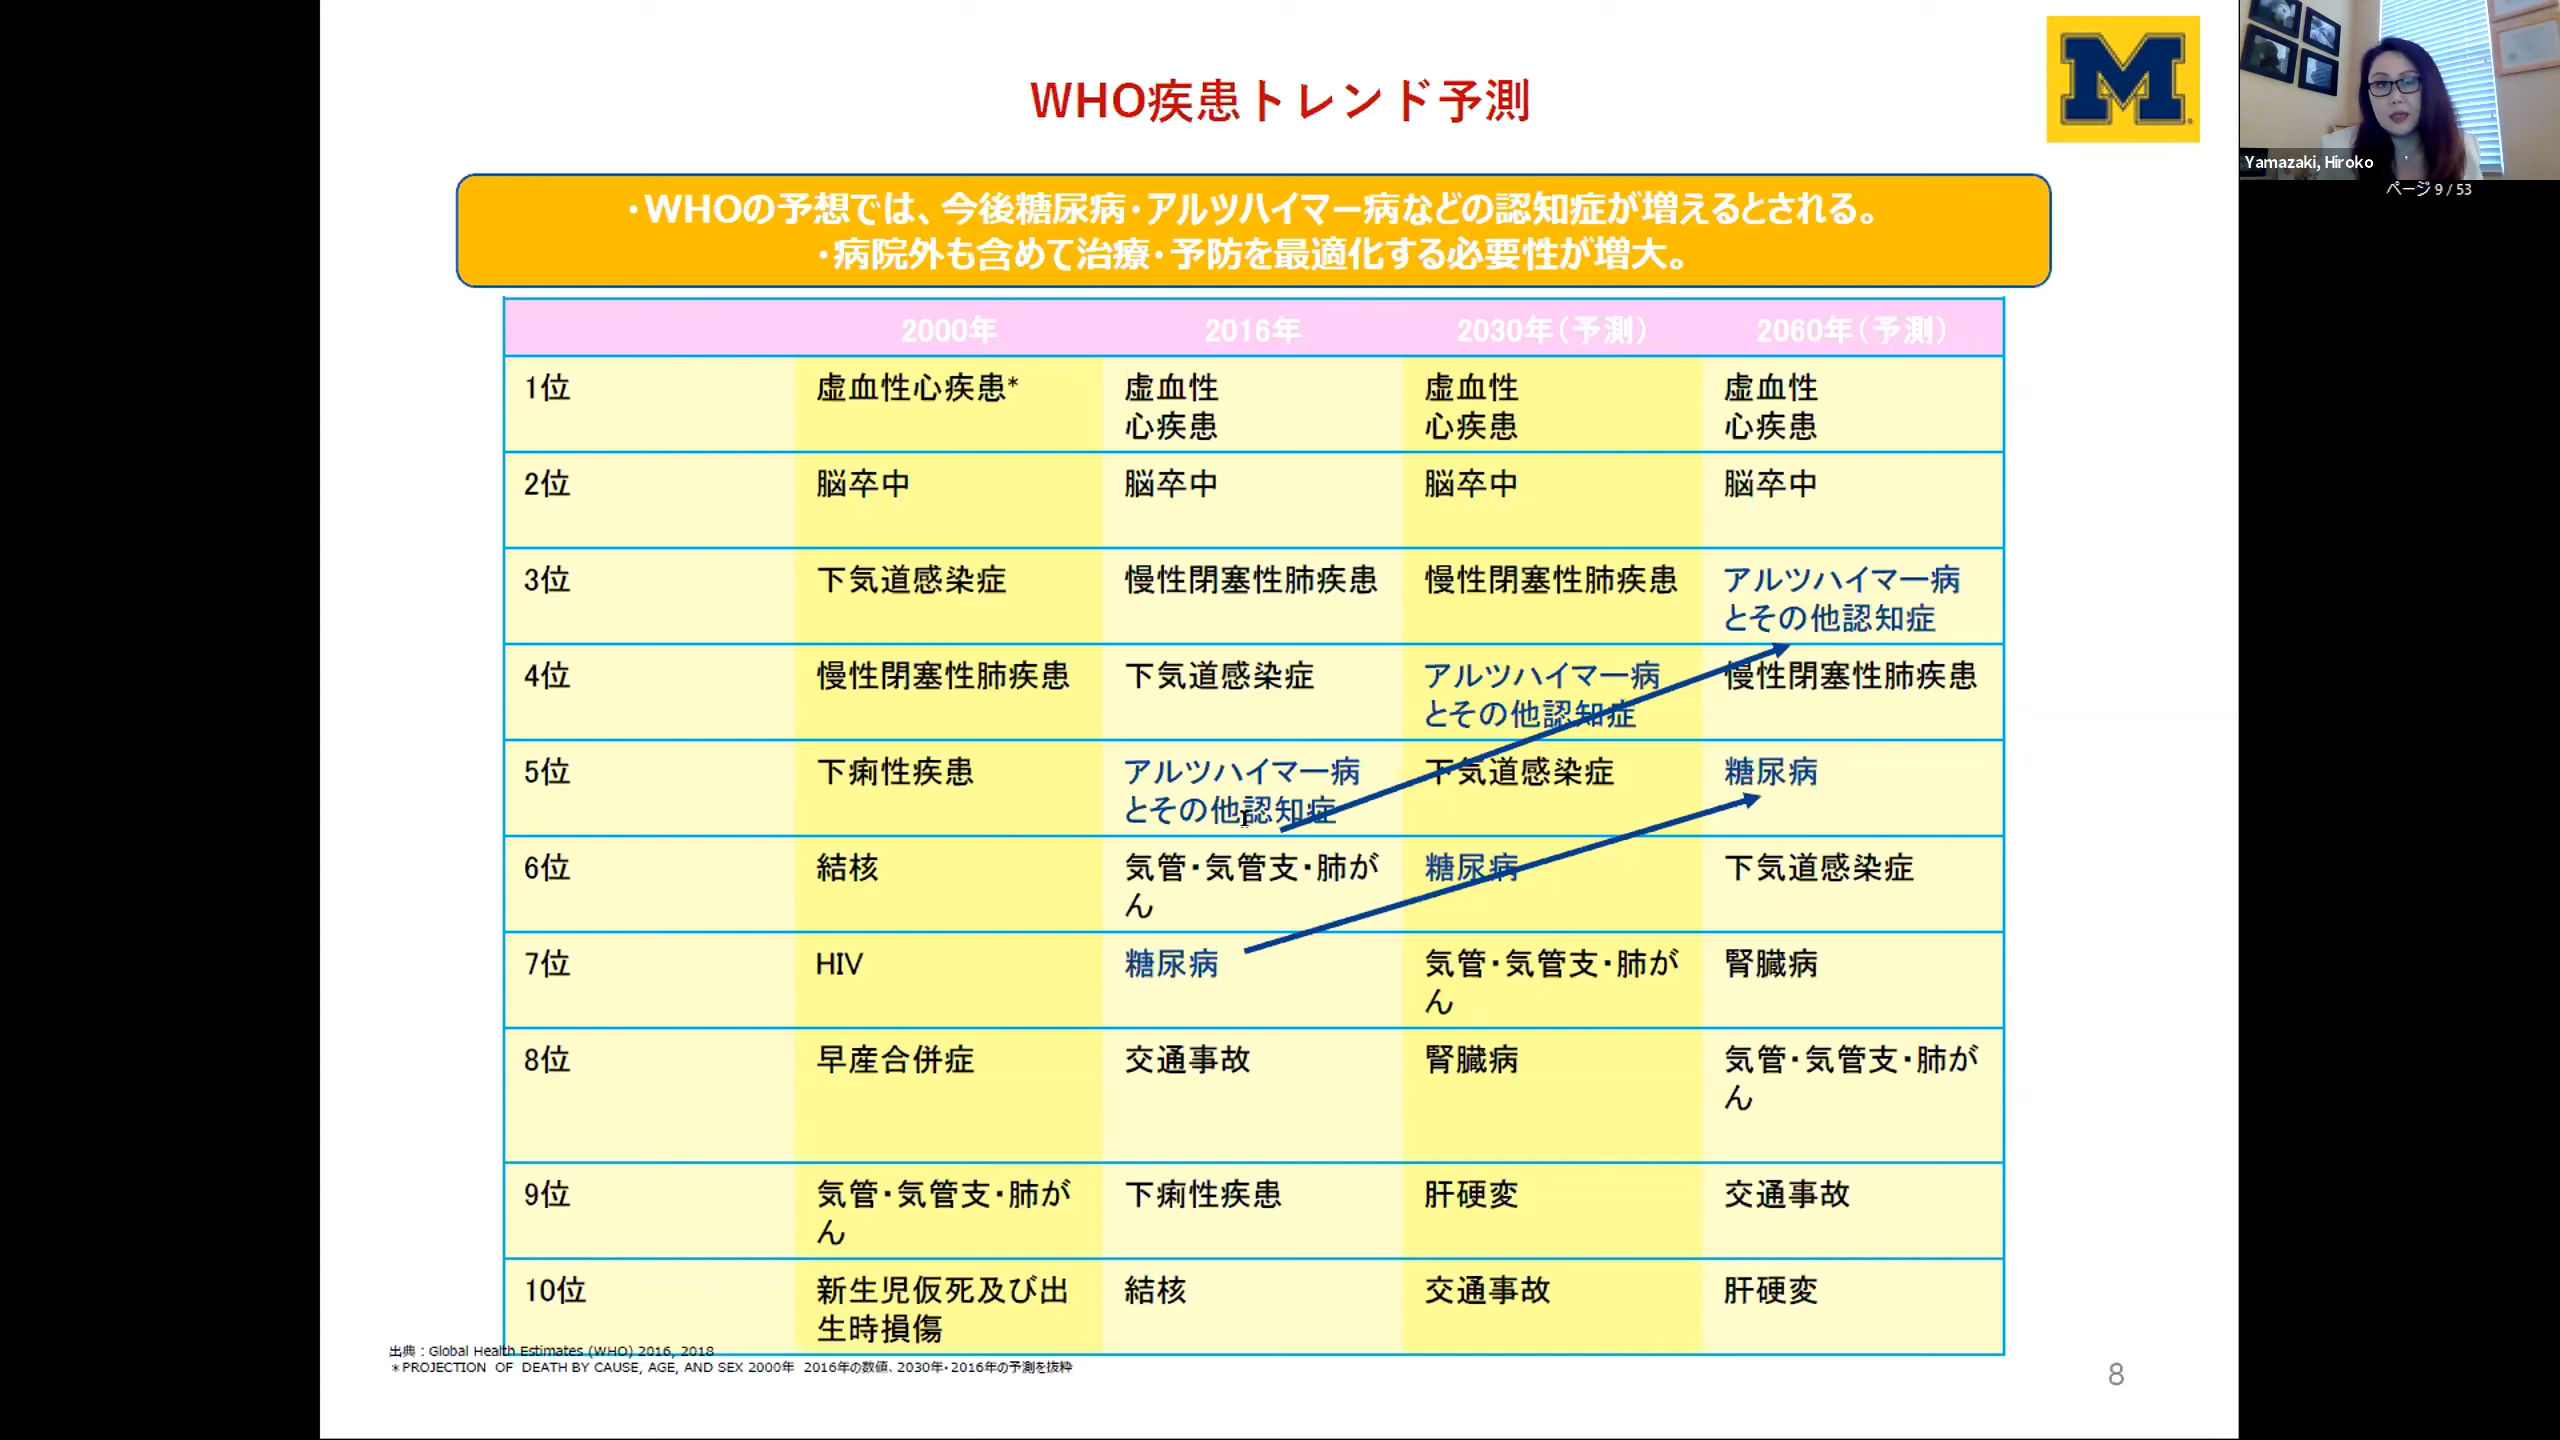 WHO疾患トレンド予測
M
Yamazaki, Hiroko
ページ 9 / 53
・WHOの予想では、今後糖尿病・アルツハイマー病などの認知症が増えるとされる。
・病院外も含めて治療・予防を最適化する必要性が増大。
2000年 2016年 2030年（予測） 2060年（予測）
1位 虚血性心疾患* 虚血性 虚血性 虚血性
心疾患 心疾患 心疾患
2位 脳卒中 脳卒中 脳卒中 脳卒中
3位 下気道感染症 慢性閉塞性肺疾患 慢性閉塞性肺疾患 アルツハイマー病
とその他認知症
4位 慢性閉塞性肺疾患 下気道感染症 アルツハイマー病 慢性閉塞性肺疾患
とその他認知症
5位 下痢性疾患 アルツハイマー病 下気道感染症 糖尿病
とその他認知症
6位 結核 気管・気管支・肺が 糖尿病 下気道感染症
ん
7位 HIV 糖尿病 気管・気管支・肺が 腎臓病
ん
8位 早産合併症 交通事故 腎臓病 気管・気管支・肺が
ん
9位 気管・気管支・肺が 下痢性疾患 肝硬変 交通事故
ん
10位 新生児仮死及び出 結核 交通事故 肝硬変
生時損傷
出典：Global Health Estimates (WHO) 2016, 2018
＊PROJECTION OF DEATH BY CAUSE, AGE, AND SEX 2000年 2016年の数値、2030年・2016年の予測を抜粋
8